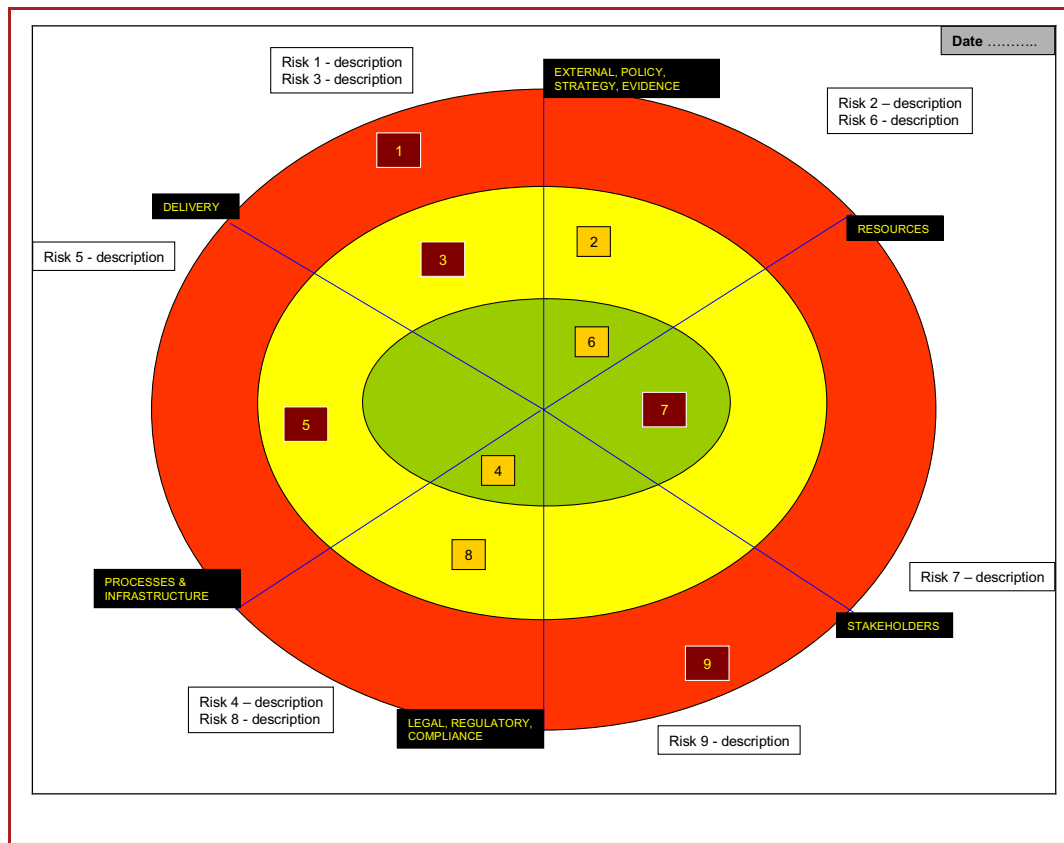 Date ………..
Risk 1 - description
Risk 3 - description
EXTERNAL, POLICY,
STRATEGY, EVIDENCE
Risk 2 – description
Risk 6 - description
1
DELIVERY
RESOURCES
2
3
Risk 5 - description
6
7
5
4
8
PROCESSES &
INFRASTRUCTURE
Risk 7 – description
STAKEHOLDERS
9
Risk 4 – description
Risk 8 - description
LEGAL, REGULATORY,
COMPLIANCE
Risk 9 - description